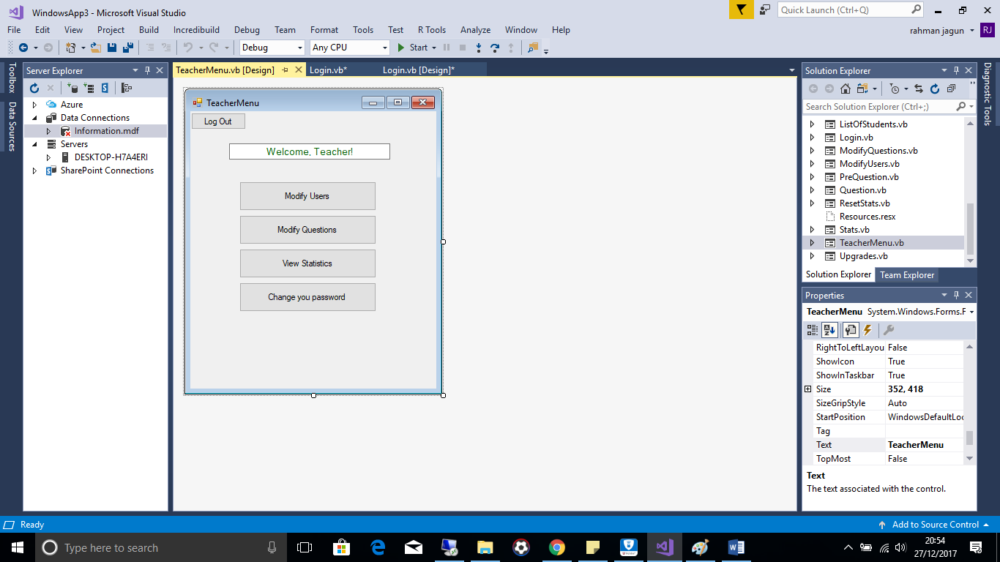 WindowsApp3 - Microsoft Visual Studio
Quick Launch (Ctrl+Q)
File Edit View Project Build Incredibuild Debug Team Format Tools Test R Tools Analyze Window Help
rahman jagun RJ
Debug Any CPU Start
Toolbox
Data Sources
Server Explorer
Azure
Data Connections
Information.mdf
Servers
DESKTOP-H7A4ERI
SharePoint Connections
TeacherMenu.vb [Design] Login.vb* Login.vb [Design]*
TeacherMenu
Log Out
Welcome, Teacher!
Modify Users
Modify Questions
View Statistics
Change you password
Solution Explorer
Search Solution Explorer (Ctrl+;)
ListOfStudents.vb
Login.vb
ModifyQuestions.vb
ModifyUsers.vb
PreQuestion.vb
Question.vb
ResetStats.vb
Resources.resx
Stats.vb
TeacherMenu.vb
Upgrades.vb
Solution Explorer Team Explorer
Properties
TeacherMenu System.Windows.Forms.F
RightToLeftLayou False
ShowIcon True
ShowInTaskbar True
Size 352, 418
SizeGripStyle Auto
StartPosition WindowsDefaultLoc
Tag
Text TeacherMenu
TopMost False
Text
The text associated with the control.
Diagnostic Tools
Ready
Add to Source Control
Type here to search
20:54
27/12/2017